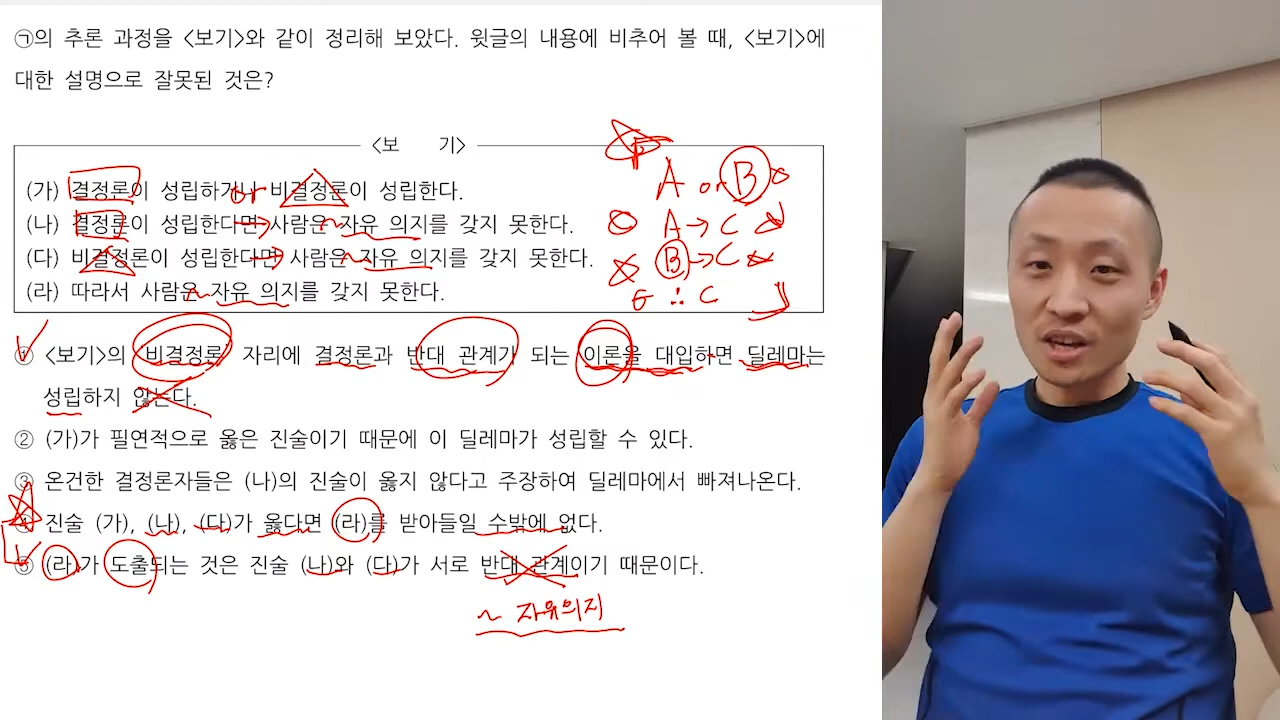 ㉠의 추론 과정을 <보기>와 같이 정리해 보았다. 윗글의 내용에 비추어 볼 때, <보기>에
대한 설명으로 잘못된 것은?
<보 기>
(가) 결정론이 성립하거나 비결정론이 성립한다.
or
A or B
(나) 결정론이 성립한다면 사람은 자유 의지를 갖지 못한다.
A → C
(다) 비결정론이 성립한다면 사람은 자유 의지를 갖지 못한다.
B → C
(라) 따라서 사람은 자유 의지를 갖지 못한다.
∴ C
① <보기>의 비결정론 자리에 결정론과 반대 관계가 되는 이론을 대입하면 딜레마는
성립하지 않는다.
② (가)가 필연적으로 옳은 진술이기 때문에 이 딜레마가 성립할 수 있다.
③ 온건한 결정론자들은 (나)의 진술이 옳지 않다고 주장하여 딜레마에서 빠져나온다.
④ 진술 (가), (나), (다)가 옳다면 (라)를 받아들일 수밖에 없다.
⑤ (라)가 도출되는 것은 진술 (나)와 (다)가 서로 반대 관계이기 때문이다.
~ 자유의지